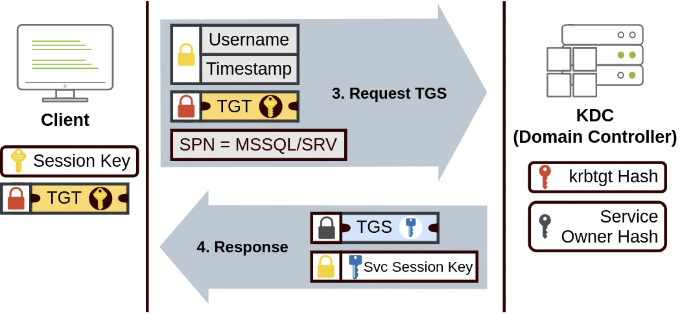 Client
Session Key
TGT
Username
Timestamp
TGT
SPN = MSSQL/SRV
3. Request TGS
4. Response
TGS
Svc Session Key
KDC
(Domain Controller)
krbtgt Hash
Service
Owner Hash